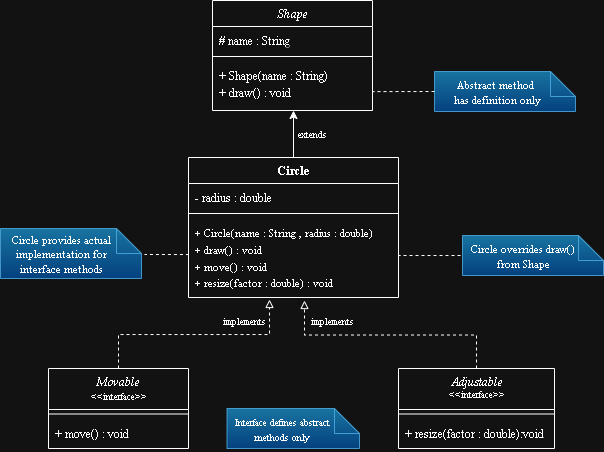 Shape
# name : String
+ Shape(name : String)
+ draw() : void
Abstract method
has definition only
extends
Circle
- radius : double
+ Circle(name : String , radius : double)
+ draw() : void
+ move() : void
+ resize(factor : double) : void
Circle provides actual
implementation for
interface methods
Circle overrides draw()
from Shape
implements
implements
Movable
<<interface>>
+ move() : void
Interface defines abstract
methods only
Adjustable
<<interface>>
+ resize(factor : double):void